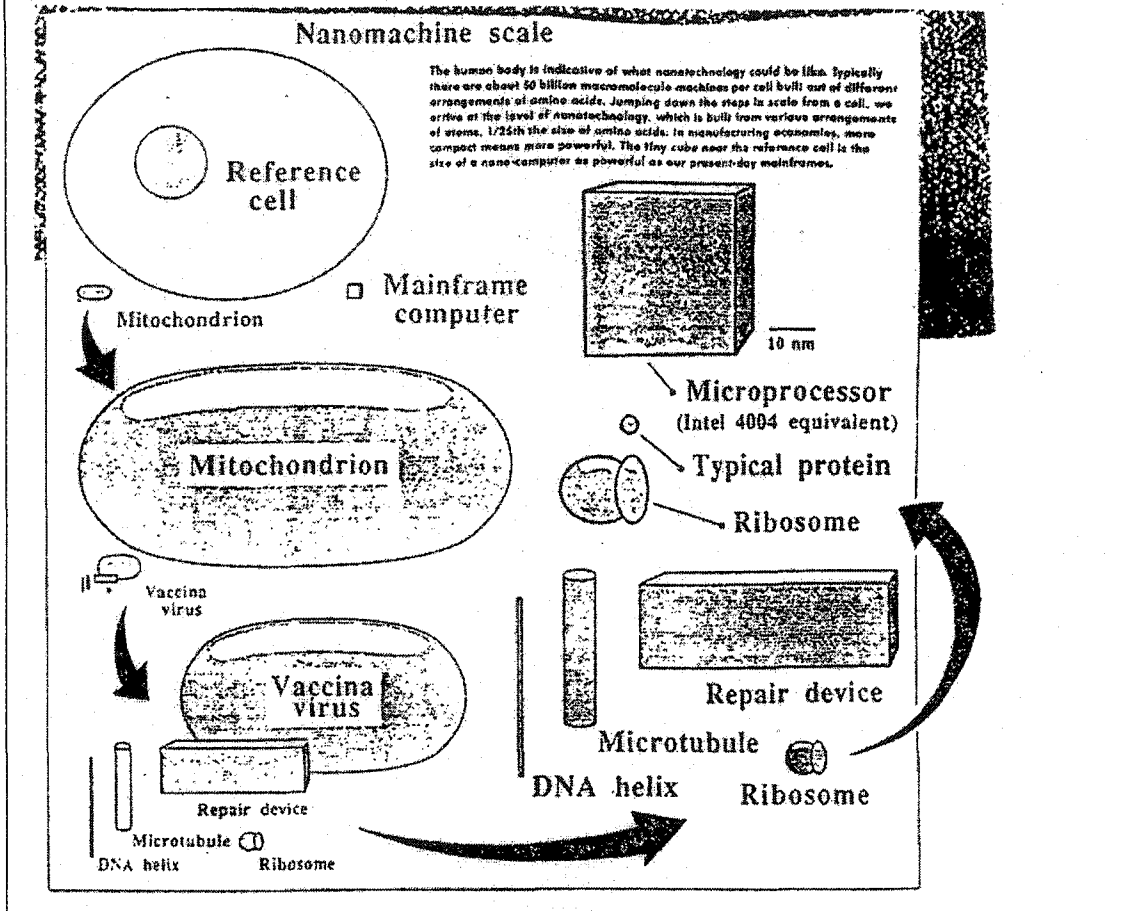 Nanomachine scale
The human body is indicative of what nanotechnology could be like. Typically
there are about 50 billion macromolecule machines per cell built out of different
arrangements of amino acids. Jumping down the steps in scale from a cell, we
arrive at the level of nanotechnology, which is built from various arrangements
of atoms, 1/25th the size of amino acids. In manufacturing economies, more
compact means more powerful. The tiny cube near the reference cell is the
size of a nano computer as powerful as our present-day mainframes.
Reference
cell
Mainframe
computer
Mitochondrion
10 nm
Microprocessor
(Intel 4004 equivalent)
Typical protein
Mitochondrion
Ribosome
Vaccina
virus
Vaccina
virus
Repair device
Microtubule
DNA helix
Ribosome
Repair device
Microtubule
Ribosome
DNA helix